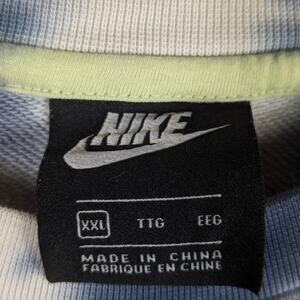 NIKE
XXL TTG EEG
MADE IN CHINA
FABRIQUE EN CHINE